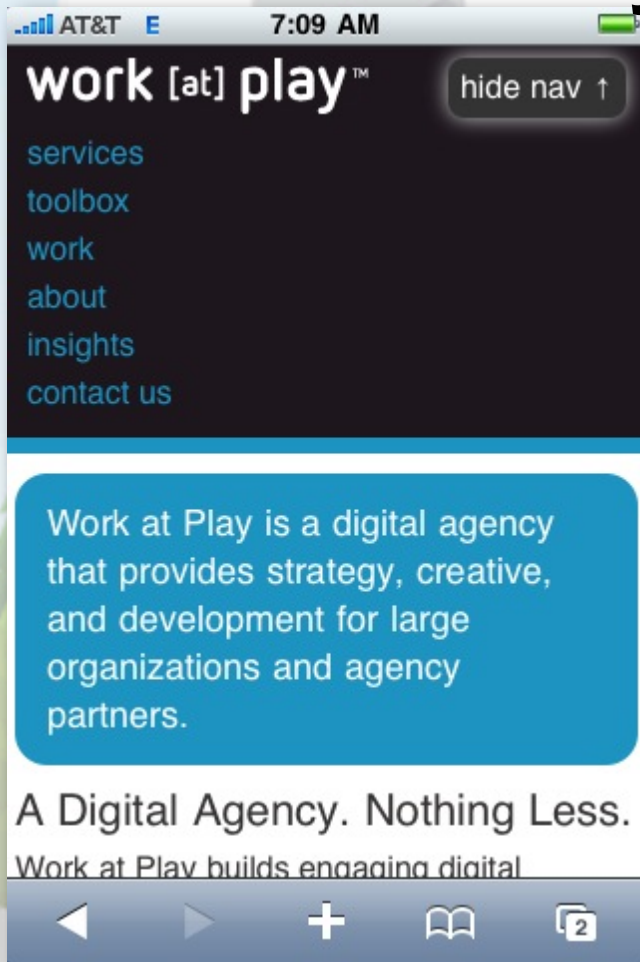 AT&T E 7:09 AM
work [at] play™
hide nav ↑
services
toolbox
work
about
insights
contact us
Work at Play is a digital agency
that provides strategy, creative,
and development for large
organizations and agency
partners.
A Digital Agency. Nothing Less.
Work at Play builds engaging digital
2